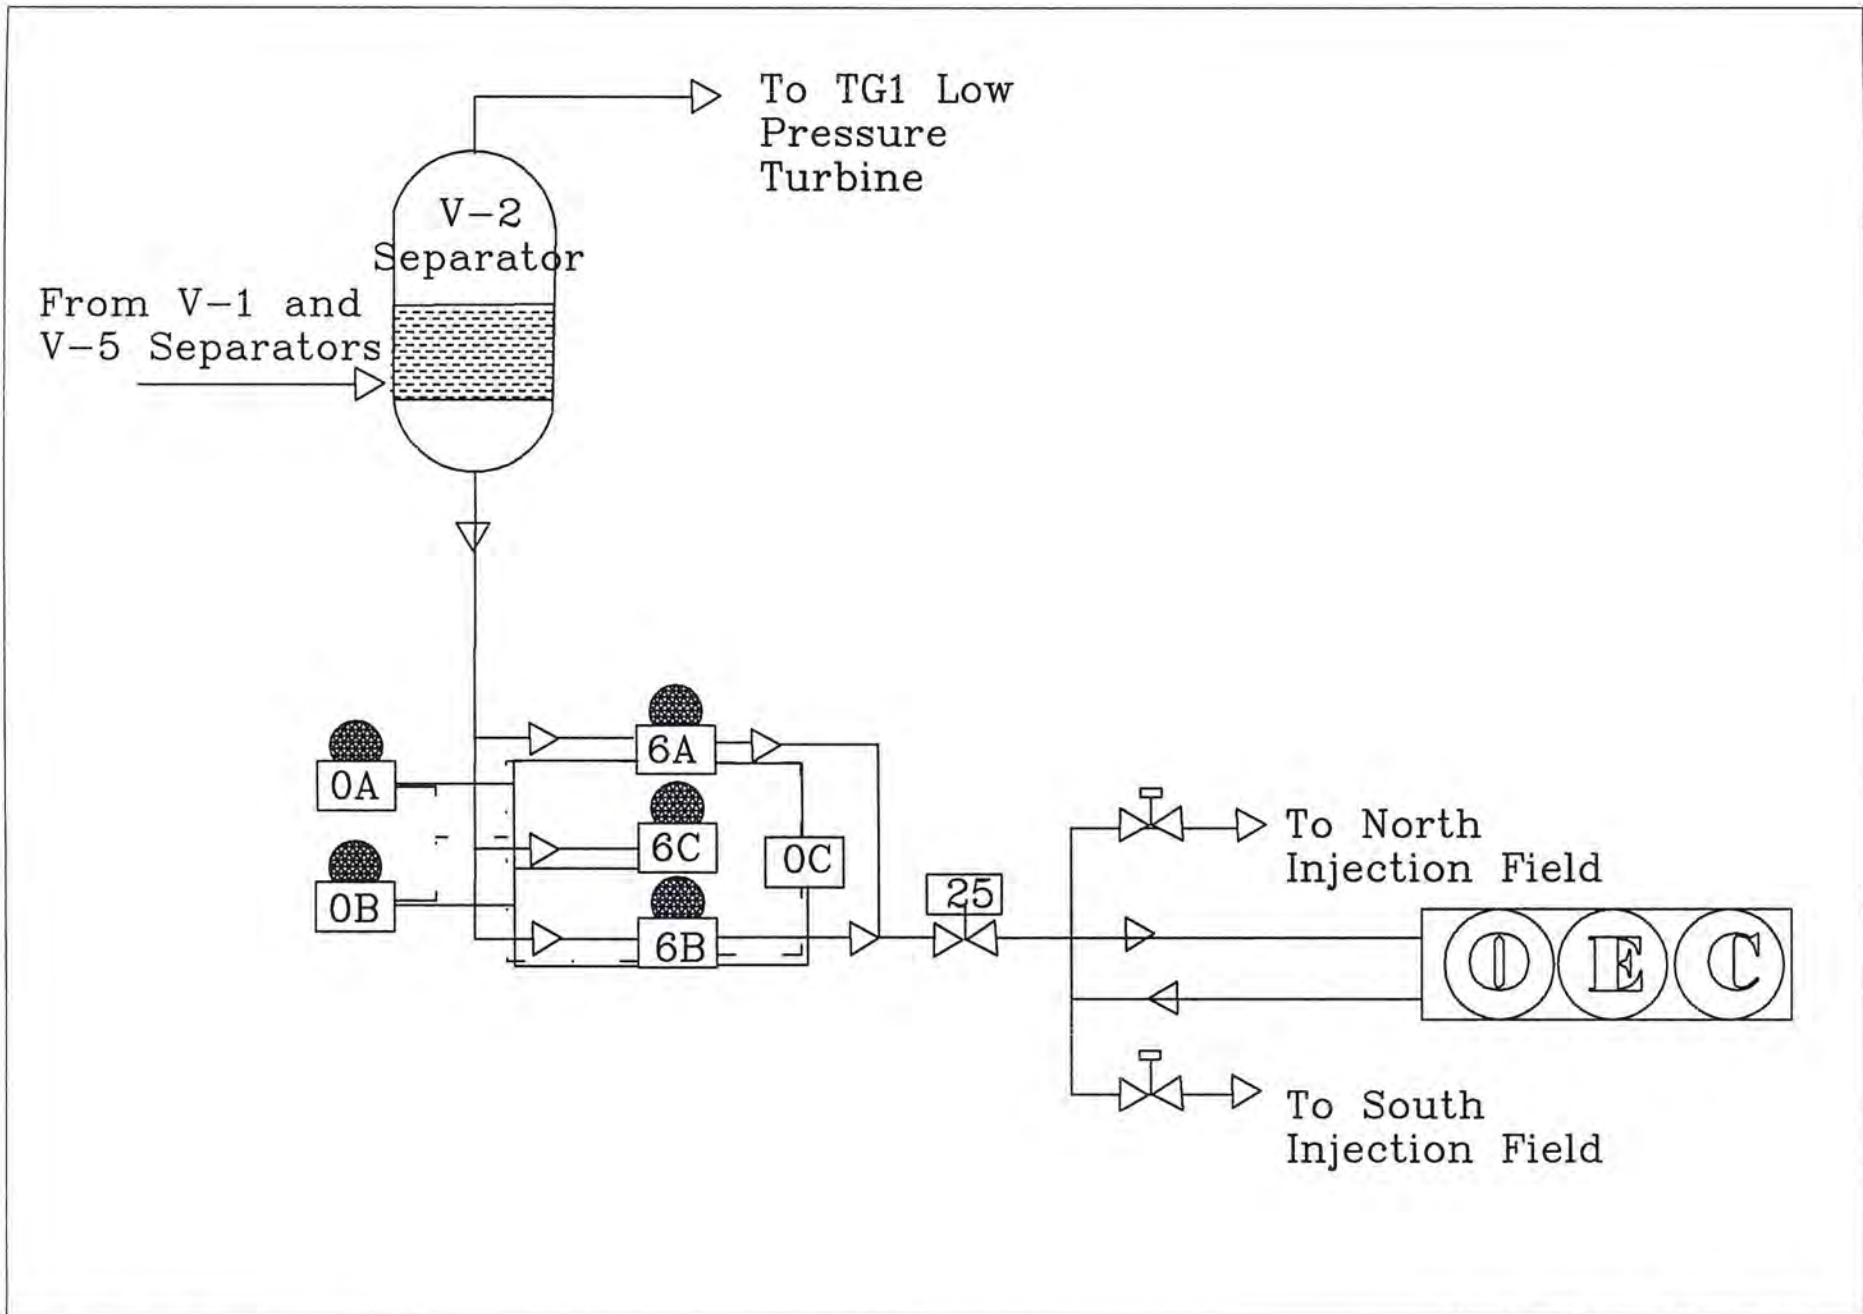 To TG1 Low
Pressure
Turbine
V-2
Separator
From V-1 and
V-5 Separators
6A
0A
6C
0C
0B
6B
25
To North
Injection Field
OEC
To South
Injection Field